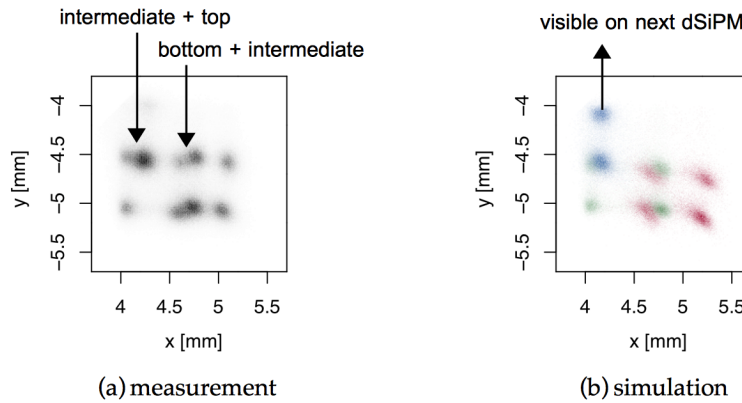 intermediate + top
bottom + intermediate
y [mm]
−4
−4.5
−5
−5.5
4
4.5
5
5.5
x [mm]
(a) measurement
visible on next dSiPM
y [mm]
−4
−4.5
−5
−5.5
4
4.5
5
5.5
x [mm]
(b) simulation